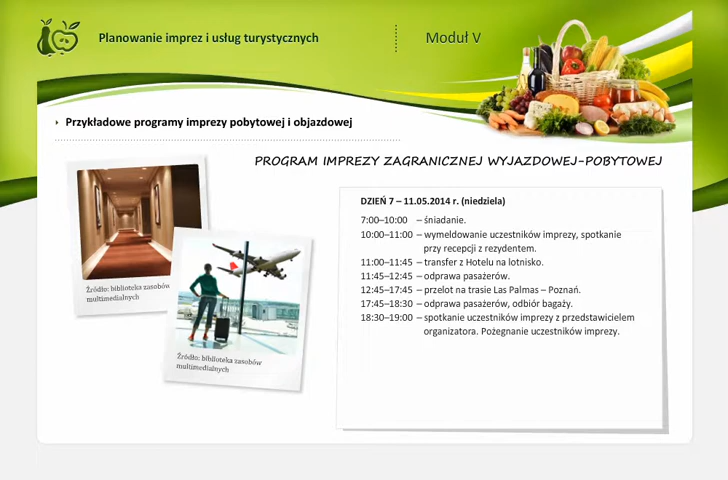 Planowanie imprez i usług turystycznych
Moduł V
Przykładowe programy imprezy pobytowej i objazdowej
PROGRAM IMPREZY ZAGRANICZNEJ WYJAZDOWEJ-POBYTOWEJ
DZIEŃ 7 – 11.05.2014 r. (niedziela)
7:00–10:00 – śniadanie.
10:00–11:00 – wymeldowanie uczestników imprezy, spotkanie
przy recepcji z rezydentem.
11:00–11:45 – transfer z Hotelu na lotnisko.
11:45–12:45 – odprawa pasażerów.
12:45–17:45 – przelot na trasie Las Palmas – Poznań.
17:45–18:30 – odprawa pasażerów, odbiór bagaży.
18:30–19:00 – spotkanie uczestników imprezy z przedstawicielem
organizatora. Pożegnanie uczestników imprezy.
Źródło: biblioteka zasobów
multimedialnych
Źródło: biblioteka zasobów
multimedialnych